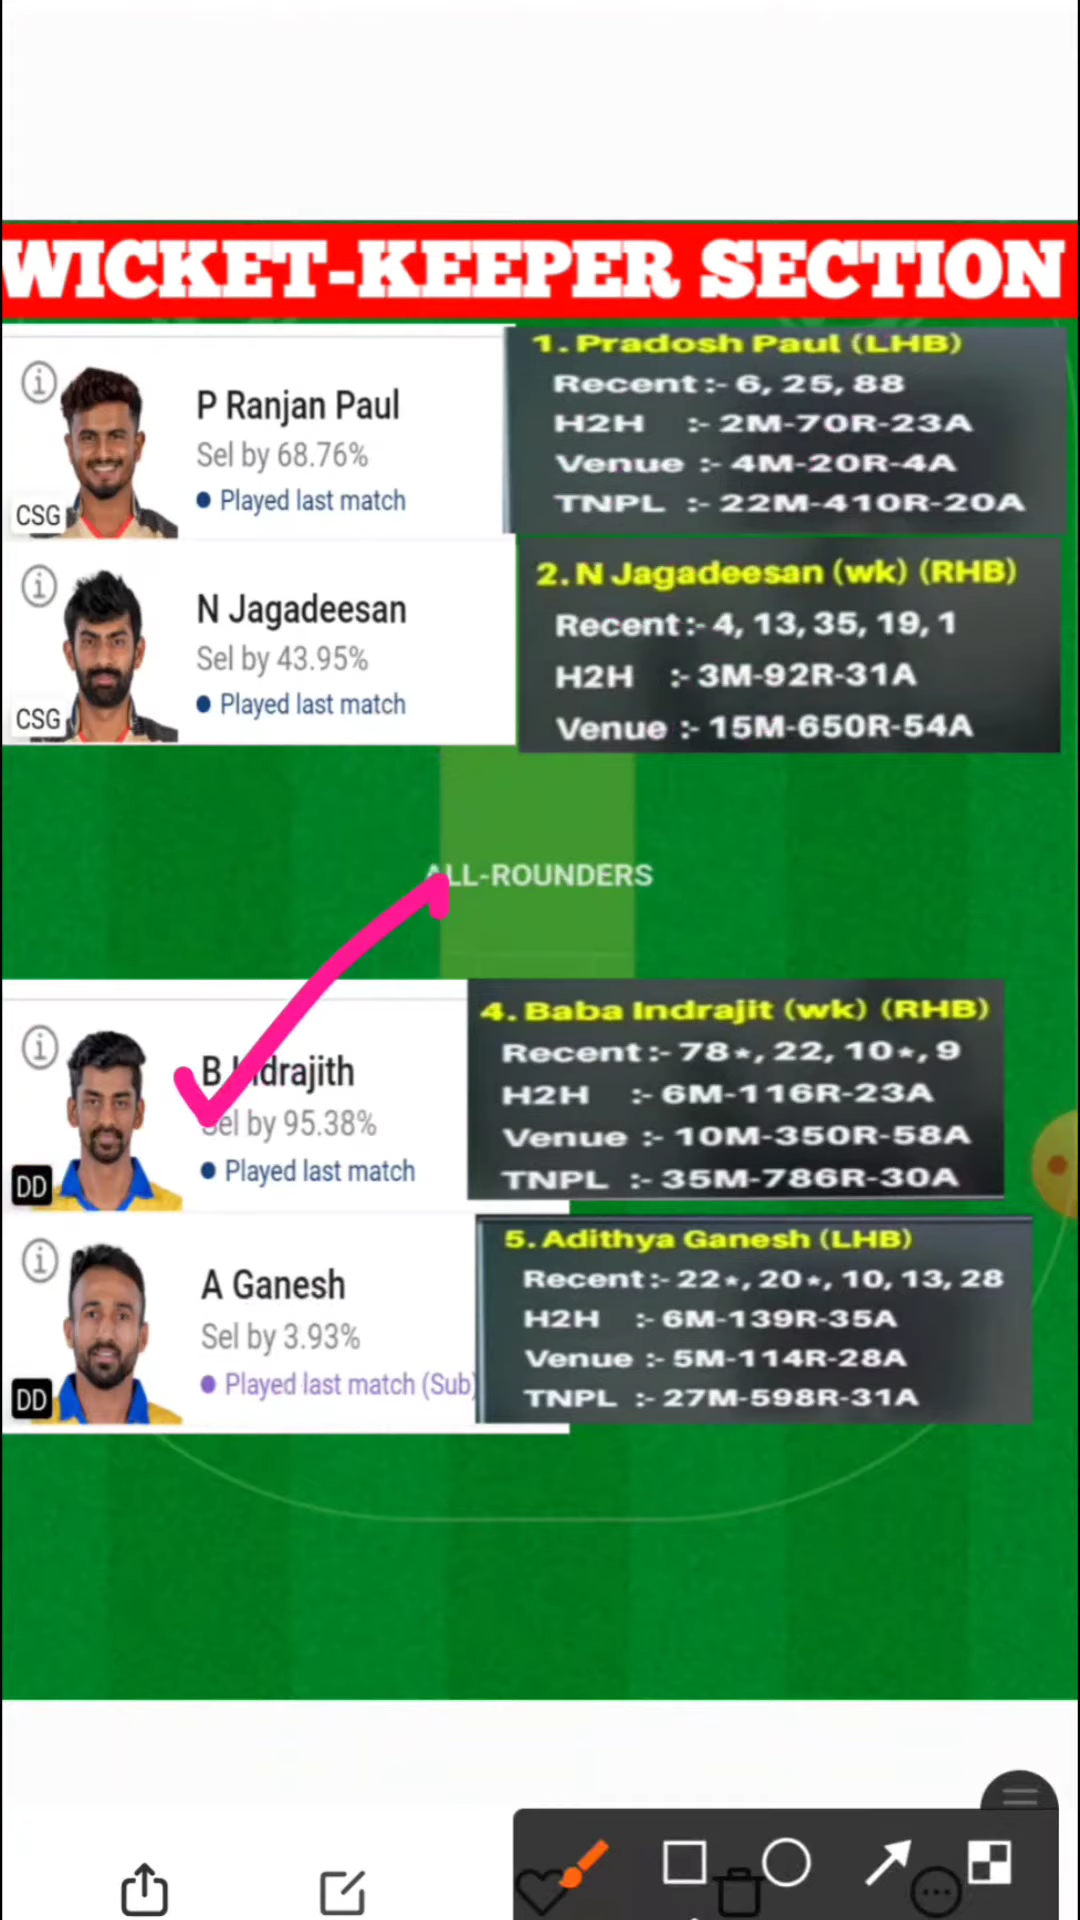 WICKET-KEEPER SECTION
P Ranjan Paul
Sel by 68.76%
Played last match
CSG
1. Pradosh Paul (LHB)
Recent :- 6, 25, 88
H2H :- 2M-70R-23A
Venue :- 4M-20R-4A
TNPL :- 22M-410R-20A
N Jagadeesan
Sel by 43.95%
Played last match
CSG
2. N Jagadeesan (wk) (RHB)
Recent :- 4, 13, 35, 19, 1
H2H :- 3M-92R-31A
Venue :- 15M-650R-54A
ALL-ROUNDERS
B Indrajith
Sel by 95.38%
Played last match
DD
4. Baba Indrajit (wk) (RHB)
Recent :- 78*, 22, 10*, 9
H2H :- 6M-116R-23A
Venue :- 10M-350R-58A
TNPL :- 35M-786R-30A
A Ganesh
Sel by 3.93%
Played last match (Sub)
DD
5. Adithya Ganesh (LHB)
Recent :- 22*, 20*, 10, 13, 28
H2H :- 6M-139R-35A
Venue :- 5M-114R-28A
TNPL :- 27M-598R-31A